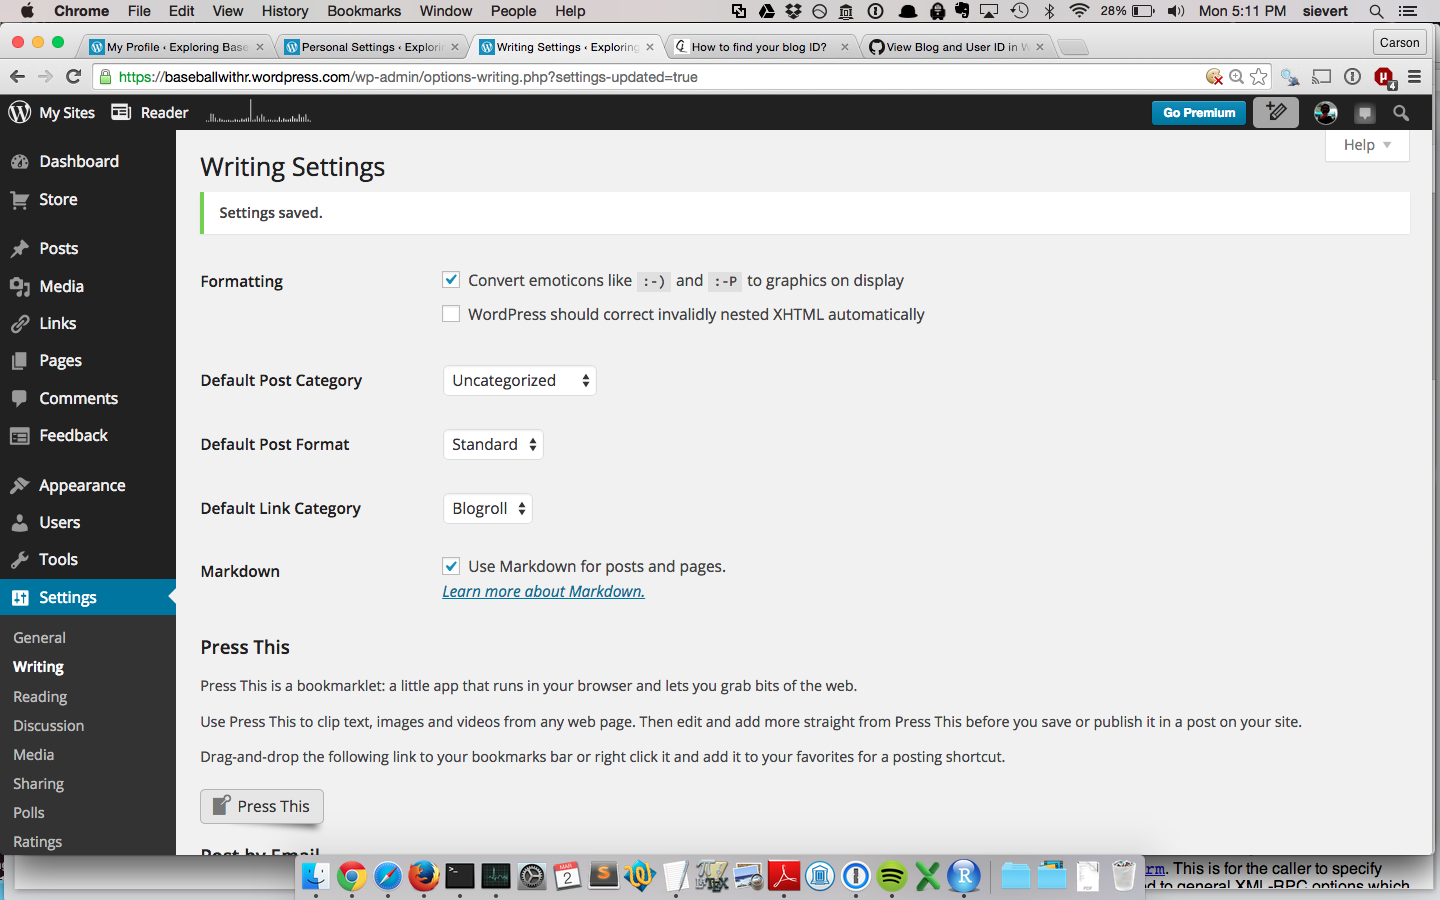 Chrome File Edit View History Bookmarks Window People Help 28% Mon 5:11 PM sievert
My Profile ‹ Exploring Base Personal Settings ‹ Explorin Writing Settings ‹ Exploring How to find your blog ID? View Blog and User ID in W Carson
https://baseballwithr.wordpress.com/wp-admin/options-writing.php?settings-updated=true 4
My Sites Reader Go Premium
Help
Dashboard
Store
Posts
Media
Links
Pages
Comments
Feedback
Appearance
Users
Tools
Settings
General
Writing
Reading
Discussion
Media
Sharing
Polls
Ratings
Writing Settings
Settings saved.
Formatting
Convert emoticons like :-) and :-P to graphics on display
WordPress should correct invalidly nested XHTML automatically
Default Post Category Uncategorized
Default Post Format Standard
Default Link Category Blogroll
Markdown
Use Markdown for posts and pages.
Learn more about Markdown.
Press This
Press This is a bookmarklet: a little app that runs in your browser and lets you grab bits of the web.
Use Press This to clip text, images and videos from any web page. Then edit and add more straight from Press This before you save or publish it in a post on your site.
Drag-and-drop the following link to your bookmarks bar or right click it and add it to your favorites for a posting shortcut.
Press This
Post by Email
rm. This is for the caller to specify
d to general XML-RPC options which
MAR
2